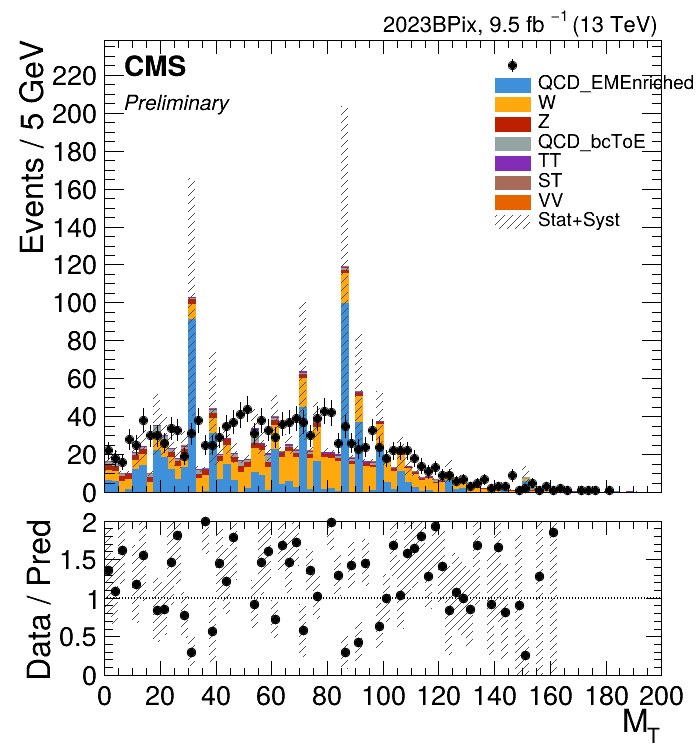 2023BPix, 9.5 fb⁻¹ (13 TeV)
CMS
Preliminary
QCD_EMEnriched
W
Z
QCD_bcToE
TT
ST
VV
Stat+Syst
Events / 5 GeV
220
200
180
160
140
120
100
80
60
40
20
0
Data / Pred
2
1.5
1
0.5
0
0 20 40 60 80 100 120 140 160 180 200
M_T